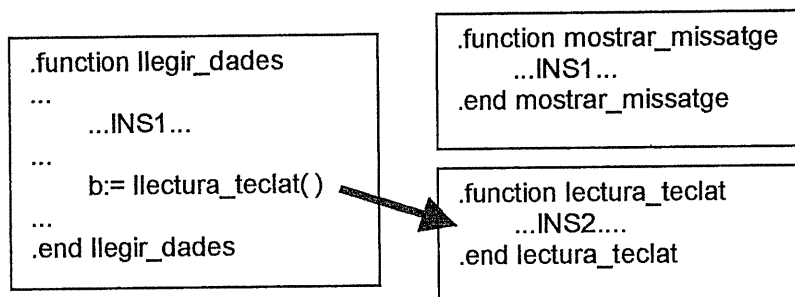 .function llegir_dades
...
...INS1...
...
b:= llectura_teclat( )
...
.end llegir_dades
.function mostrar_missatge
...INS1...
.end mostrar_missatge
.function lectura_teclat
...INS2....
.end lectura_teclat